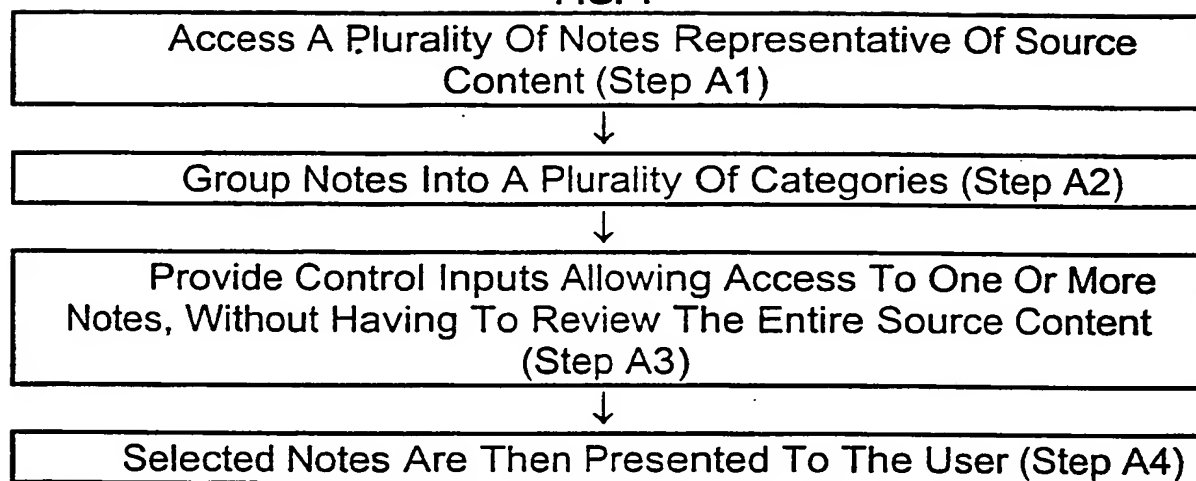 Access A Plurality Of Notes Representative Of Source
Content (Step A1)
↓
Group Notes Into A Plurality Of Categories (Step A2)
↓
Provide Control Inputs Allowing Access To One Or More
Notes, Without Having To Review The Entire Source Content
(Step A3)
↓
Selected Notes Are Then Presented To The User (Step A4)